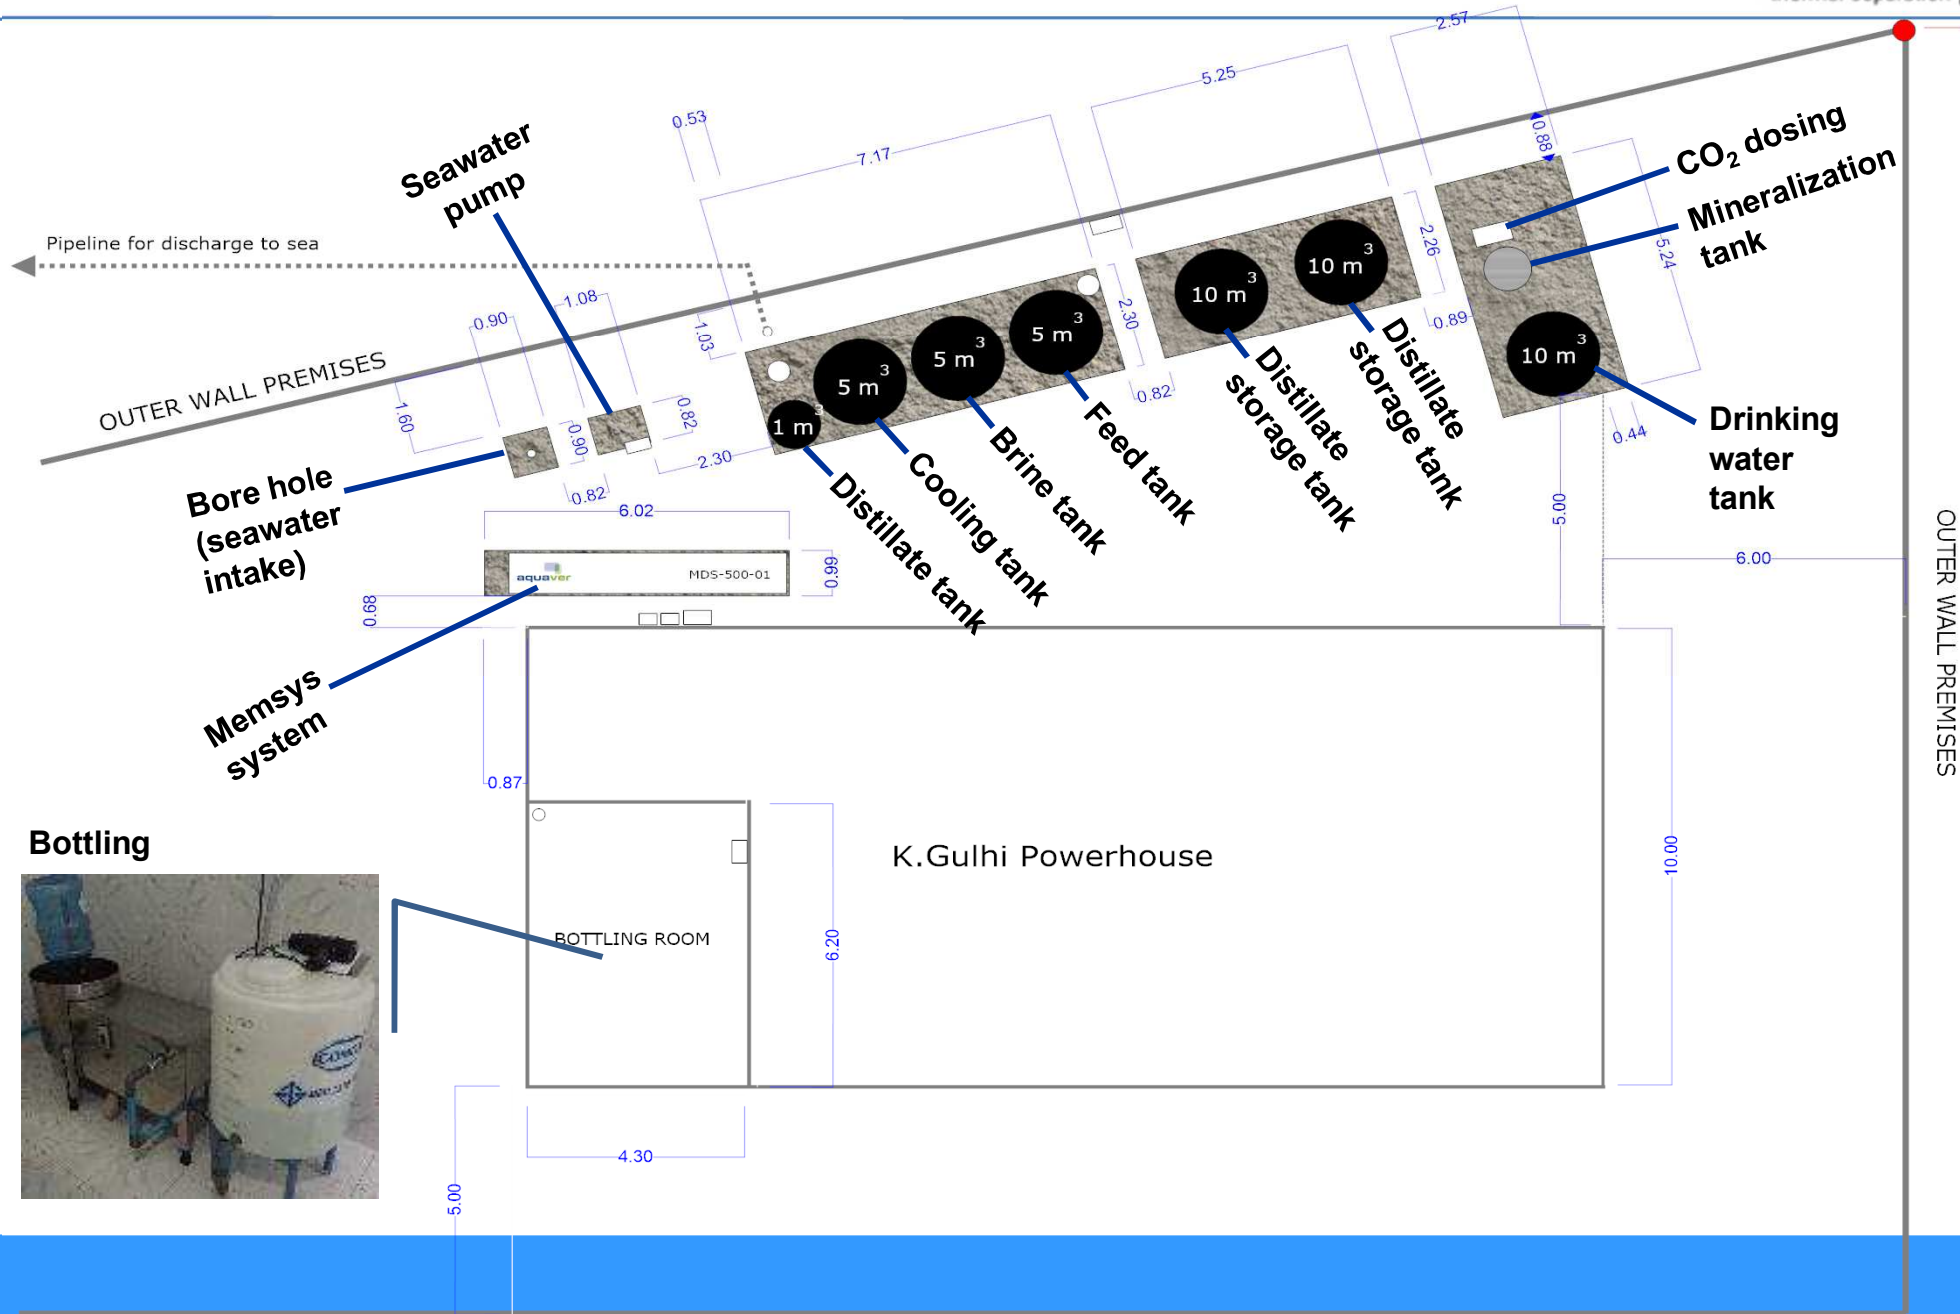 2.57
5.25
0.53
7.17
0.88
CO₂ dosing
Mineralization
tank
Seawater
pump
Pipeline for discharge to sea
1.08
0.90
1.03
2.30
2.26
5.24
10 m³
10 m³
0.89
5 m³
5 m³
5 m³
1 m³
10 m³
OUTER WALL PREMISES
1.60
0.90
0.82
2.30
0.82
0.82
0.44
Distillate
storage tank
Distillate
storage tank
Feed tank
Brine tank
Cooling tank
Distillate tank
Drinking
water
tank
Bore hole
(seawater
intake)
6.02
5.00
6.00
OUTER WALL PREMISES
aquaver
MDS-500-01
0.99
0.68
Memsys
system
0.87
Bottling
K.Gulhi Powerhouse
10.00
BOTTLING ROOM
6.20
4.30
5.00